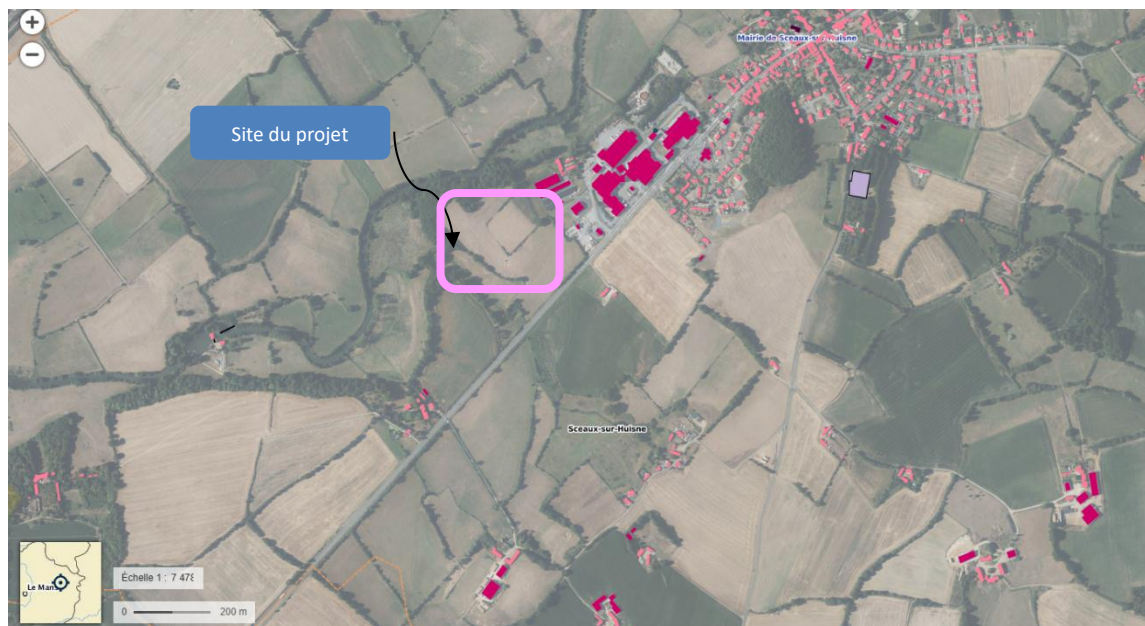 +
−
Mairie de Sceaux-sur-Huisne
Site du projet
Sceaux-sur-Huisne
Le Mans
Échelle 1 : 7 478
0 200 m